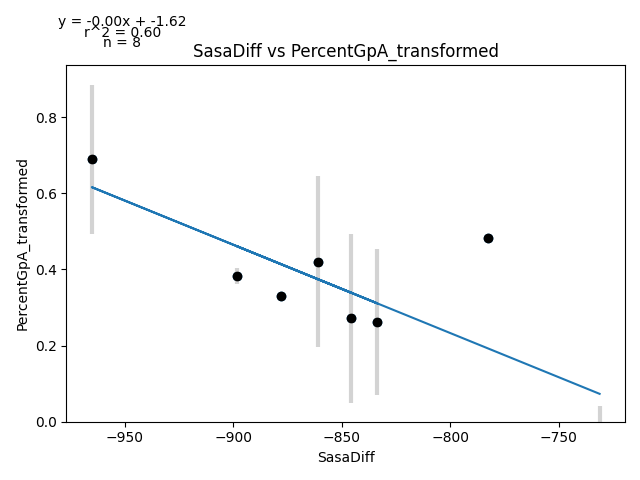 y = -0.00x + -1.62
r^2 = 0.60
n = 8
SasaDiff vs PercentGpA_transformed
PercentGpA_transformed
0.8
0.6
0.4
0.2
0.0
−950
−900
−850
−800
−750
SasaDiff